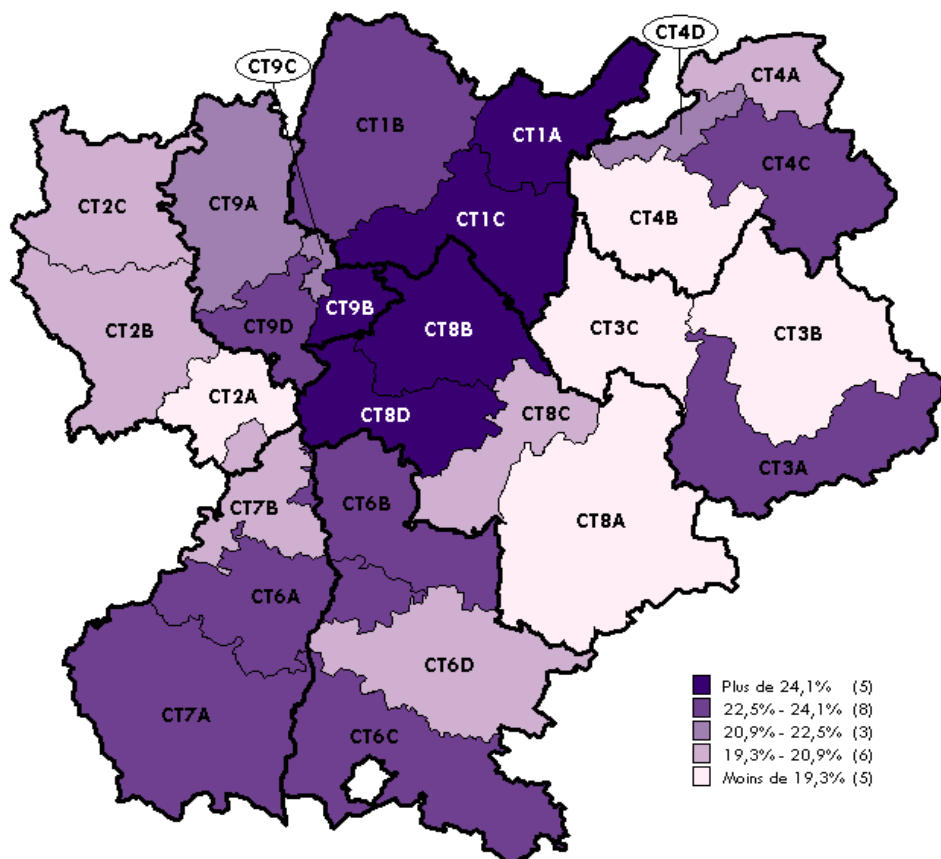 CT4D
CT9C
CT4A
CT1B
CT1A
CT4C
CT2C
CT9A
CT1C
CT4B
CT9B
CT2B
CT9D
CT8B
CT3C
CT3B
CT2A
CT8D
CT8C
CT3A
CT7B
CT6B
CT8A
CT6A
CT6D
CT7A
CT6C
Plus de 24,1% (5)
22,5% - 24,1% (8)
20,9% - 22,5% (3)
19,3% - 20,9% (6)
Moins de 19,3% (5)